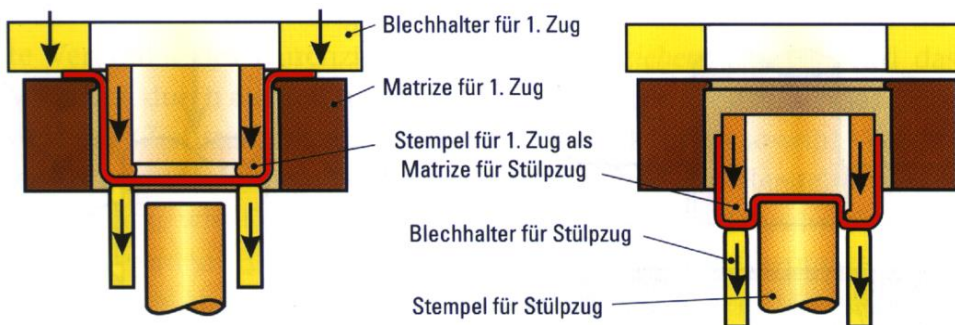 Blechhalter für 1. Zug
Matrize für 1. Zug
Stempel für 1. Zug als
Matrize für Stülpzug
Blechhalter für Stülpzug
Stempel für Stülpzug